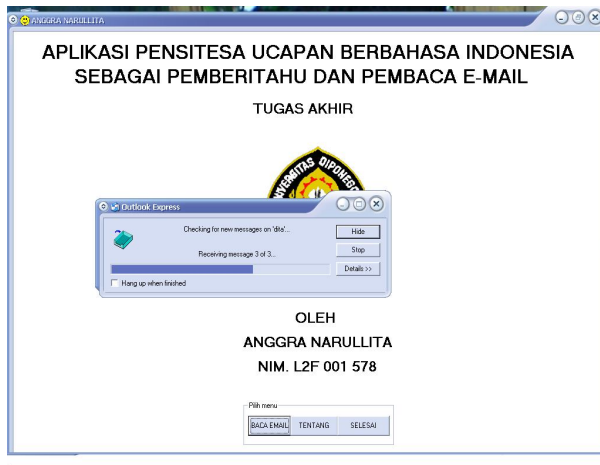 ANGGRA NARULLITA
APLIKASI PENSITESA UCAPAN BERBAHASA INDONESIA
SEBAGAI PEMBERITAHU DAN PEMBACA E-MAIL
TUGAS AKHIR
UNIVERSITAS DIPONEGO
Outlook Express
Checking for new messages on 'dita'...
Hide
Receiving message 3 of 3...
Stop
Details >>
Hang up when finished
OLEH
ANGGRA NARULLITA
NIM. L2F 001 578
Pilih menu
BACA EMAIL TENTANG SELESAI